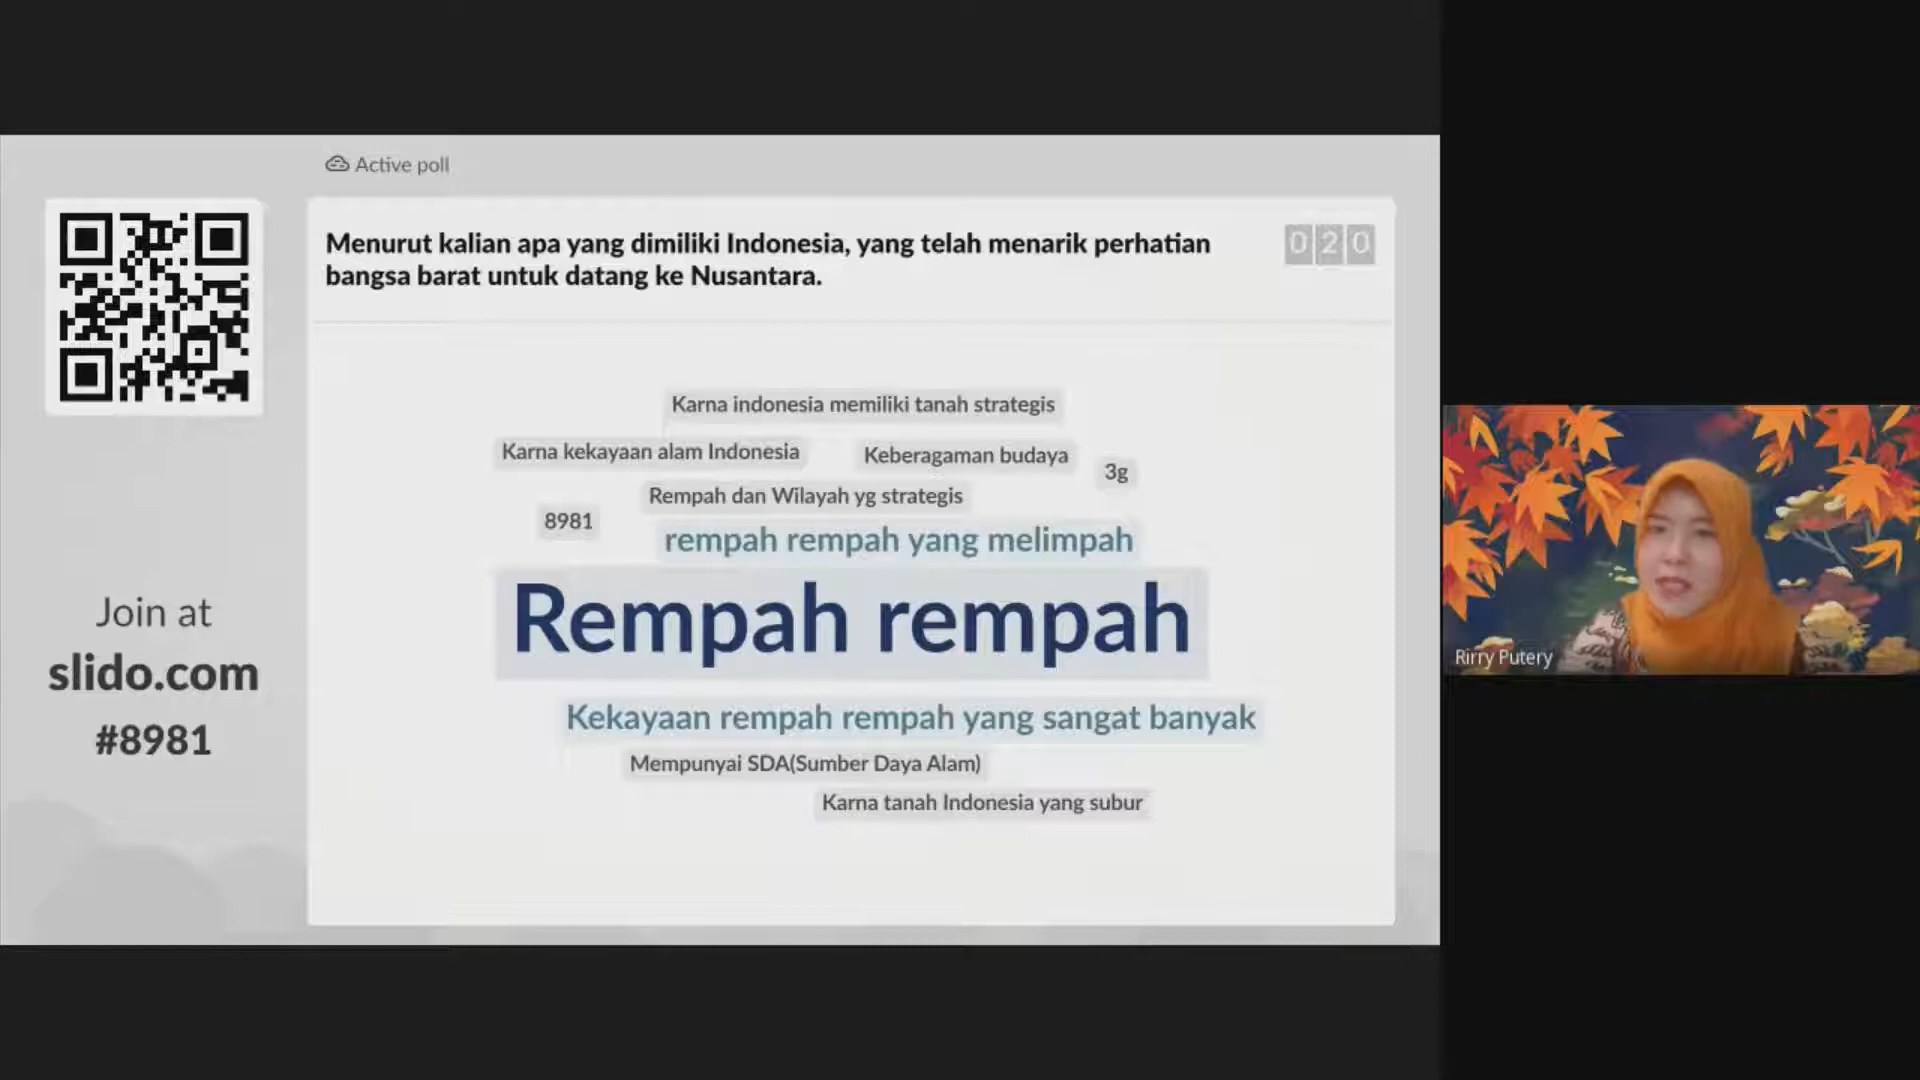 Active poll
Menurut kalian apa yang dimiliki Indonesia, yang telah menarik perhatian
bangsa barat untuk datang ke Nusantara.
020
Karna indonesia memiliki tanah strategis
Karna kekayaan alam Indonesia
Keberagaman budaya
3g
Rempah dan Wilayah yg strategis
8981
rempah rempah yang melimpah
Rempah rempah
Kekayaan rempah rempah yang sangat banyak
Mempunyai SDA(Sumber Daya Alam)
Karna tanah Indonesia yang subur
Join at
slido.com
#8981
Rirry Putery